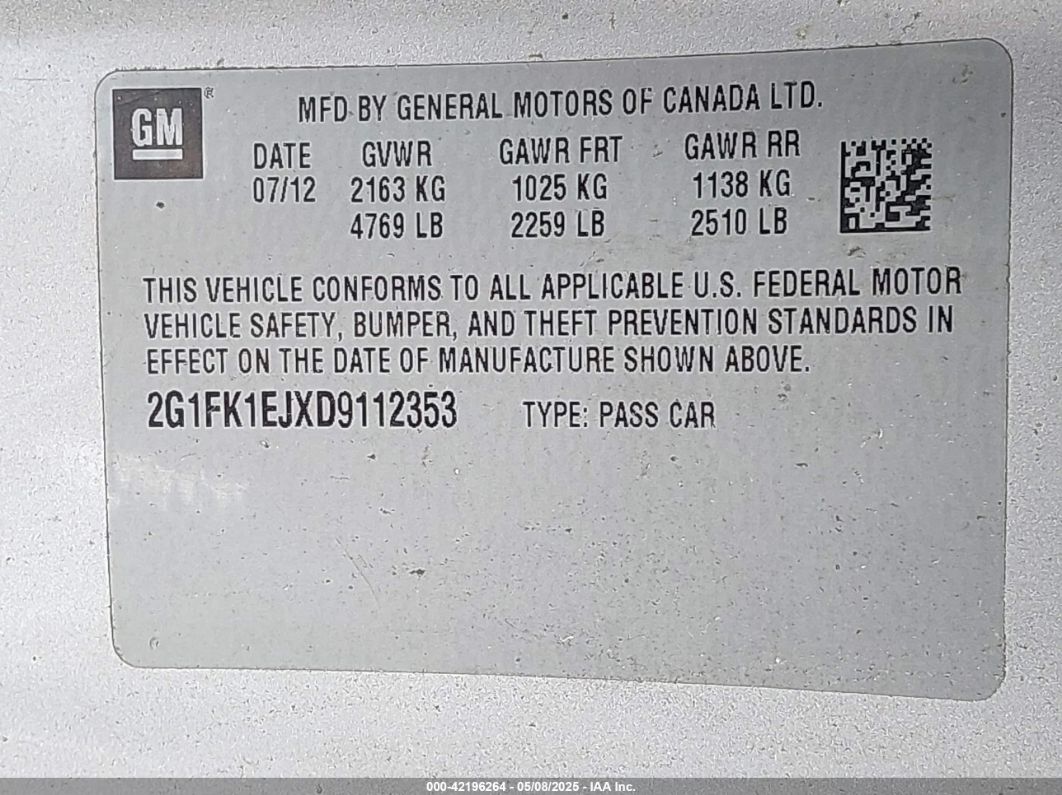 GM ®
MFD BY GENERAL MOTORS OF CANADA LTD.
DATE GVWR GAWR FRT GAWR RR
07/12 2163 KG 1025 KG 1138 KG
4769 LB 2259 LB 2510 LB
THIS VEHICLE CONFORMS TO ALL APPLICABLE U.S. FEDERAL MOTOR
VEHICLE SAFETY, BUMPER, AND THEFT PREVENTION STANDARDS IN
EFFECT ON THE DATE OF MANUFACTURE SHOWN ABOVE.
2G1FK1EJXD9112353 TYPE: PASS CAR
000-42196264 - 05/08/2025 - IAA Inc.